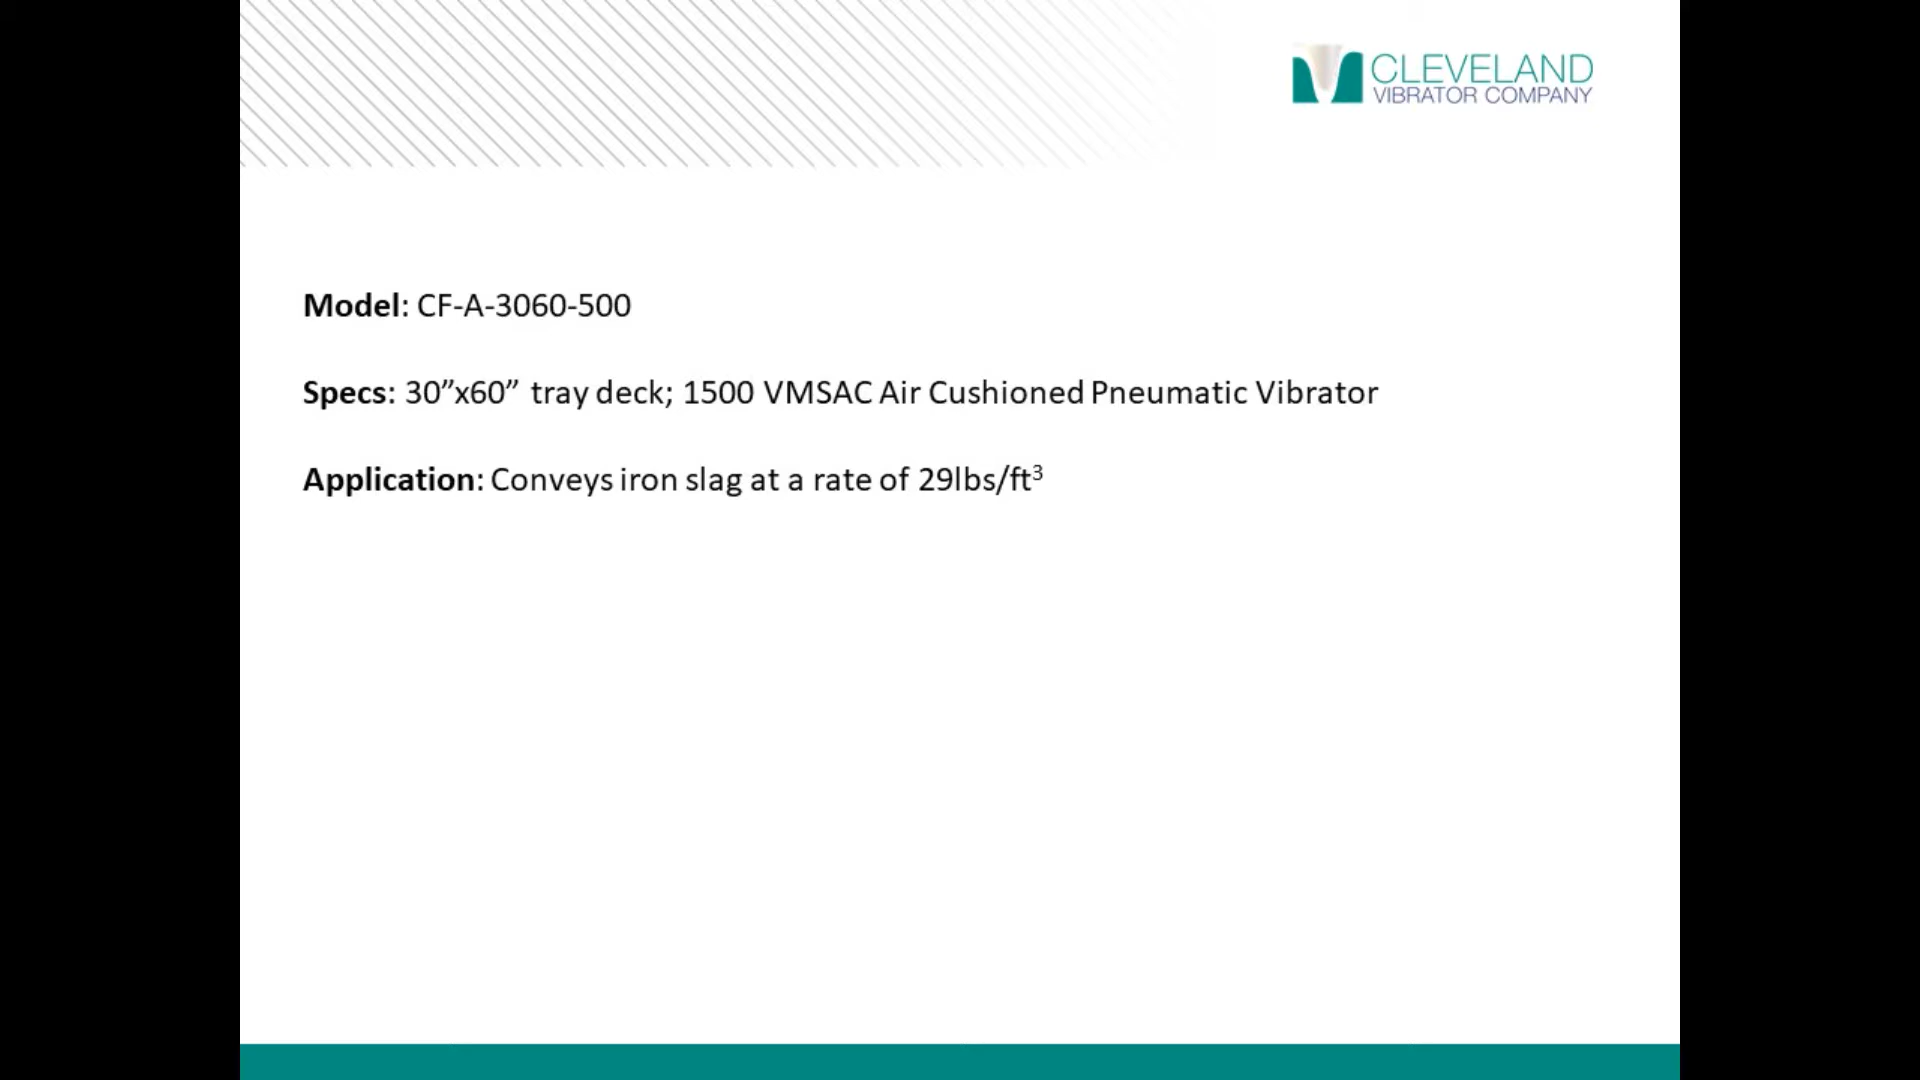 CLEVELAND
VIBRATOR COMPANY
Model: CF-A-3060-500
Specs: 30”x60” tray deck; 1500 VMSAC Air Cushioned Pneumatic Vibrator
Application: Conveys iron slag at a rate of 29lbs/ft³